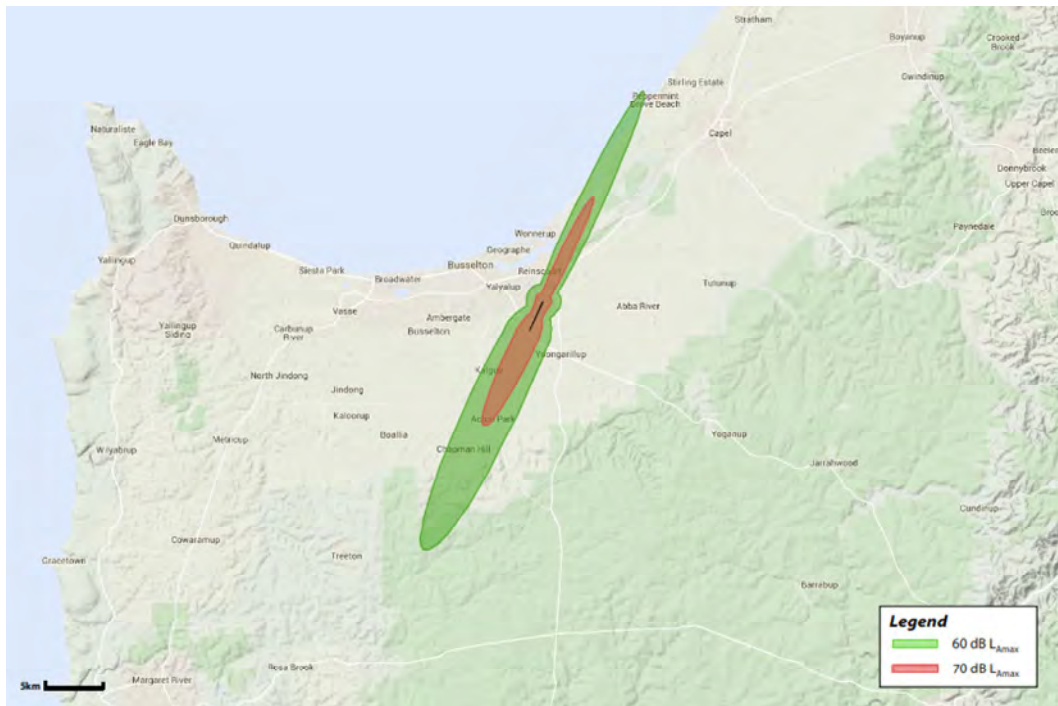 Stratham
Boyanup
Crooked
Brook
Gwindinup
Stirling Estate
Peppermint
Grove Beach
Capel
Naturaliste
Eagle Bay
Donnybrook
Upper Capel
Dunsborough
Paynedale
Wonnerup
Quindalup
Geographe
Yallingup
Siesta Park
Busselton
Reinscourt
Broadwater
Yalyalup
Tutunup
Vasse
Abba River
Ambergate
Busselton
Yallingup
Siding
Carbunup
River
Yoongarillup
North Jindong
Kalgup
Jindong
Kaloorup
Acton Park
Boallia
Yoganup
Metricup
Chapman Hill
Wilyabrup
Jarrahwood
Cundinup
Cowaramup
Treeton
Gracetown
Barrabup
Legend
60 dB LAmax
70 dB LAmax
Rosa Brook
Margaret River
5km